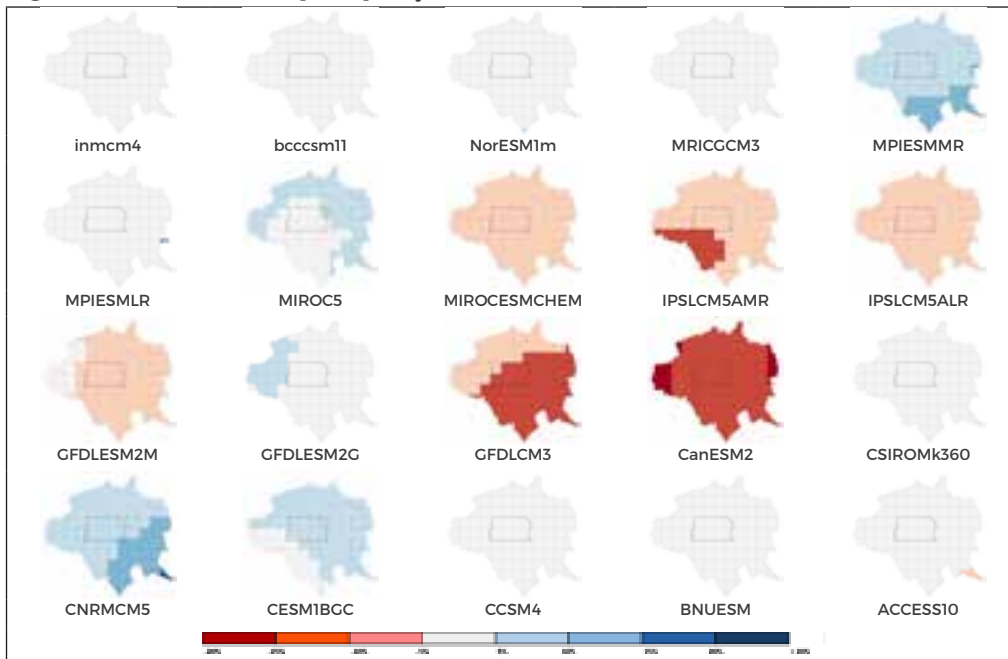 inmcm4 bcccsm11 NorESM1m MRICGCM3 MPIESMMR
MPIESMLR MIROC5 MIROCESMCHEM IPSLCM5AMR IPSLCM5ALR
GFDLESM2M GFDLESM2G GFDLCM3 CanESM2 CSIROMk360
CNRMCM5 CESM1BGC CCSM4 BNUESM ACCESS10